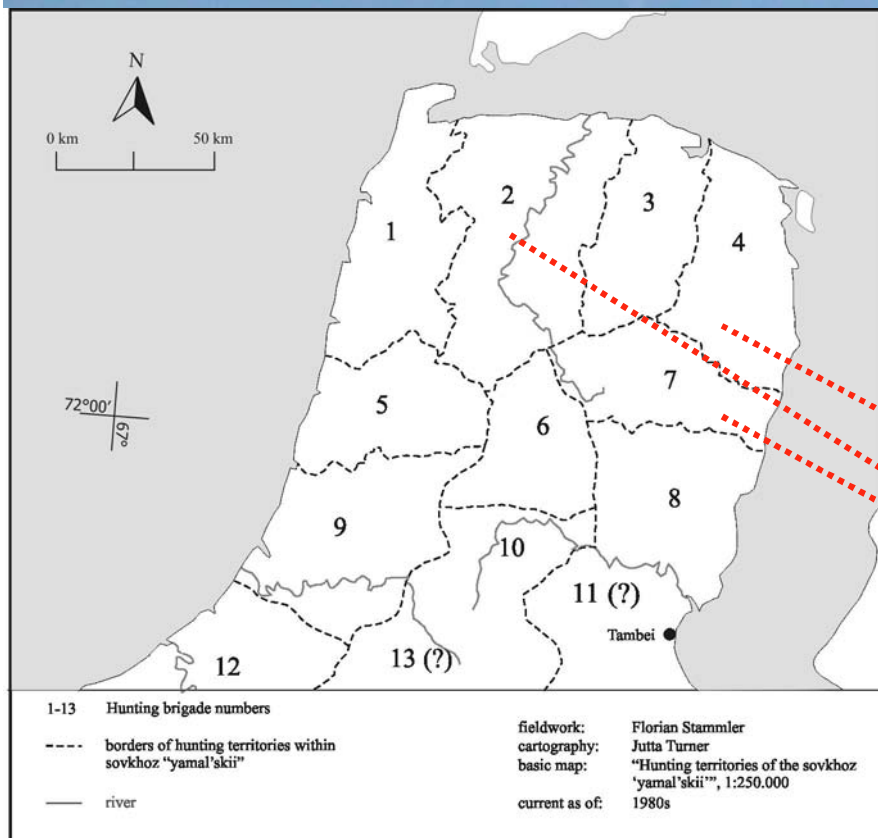 N
0 km 50 km
1
2
3
4
5
6
7
8
9
10
11 (?)
12
13 (?)
72°00'
67°
Tambei
1-13 Hunting brigade numbers
borders of hunting territories within
sovkhoz "yamal'skii"
river
fieldwork: Florian Stammler
cartography: Jutta Turner
basic map: "Hunting territories of the sovkhoz
'yamal'skii'", 1:250.000
current as of: 1980s